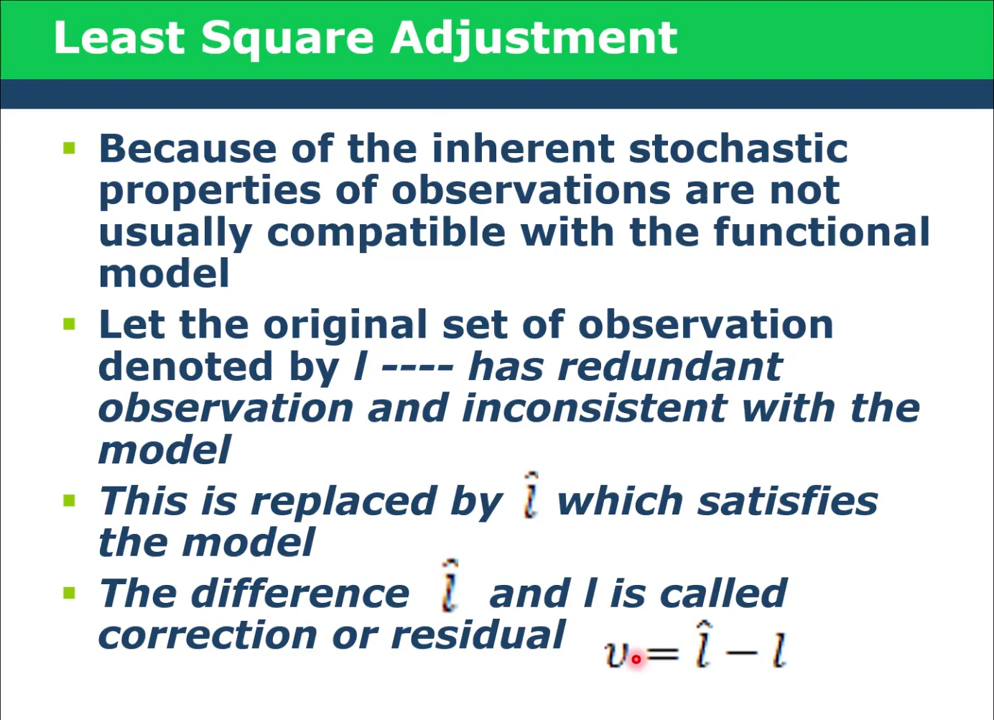 Least Square Adjustment
Because of the inherent stochastic
properties of observations are not
usually compatible with the functional
model
Let the original set of observation
denoted by l ---- has redundant
observation and inconsistent with the
model
This is replaced by l̂ which satisfies
the model
The difference l̂ and l is called
correction or residual v = l̂ − l